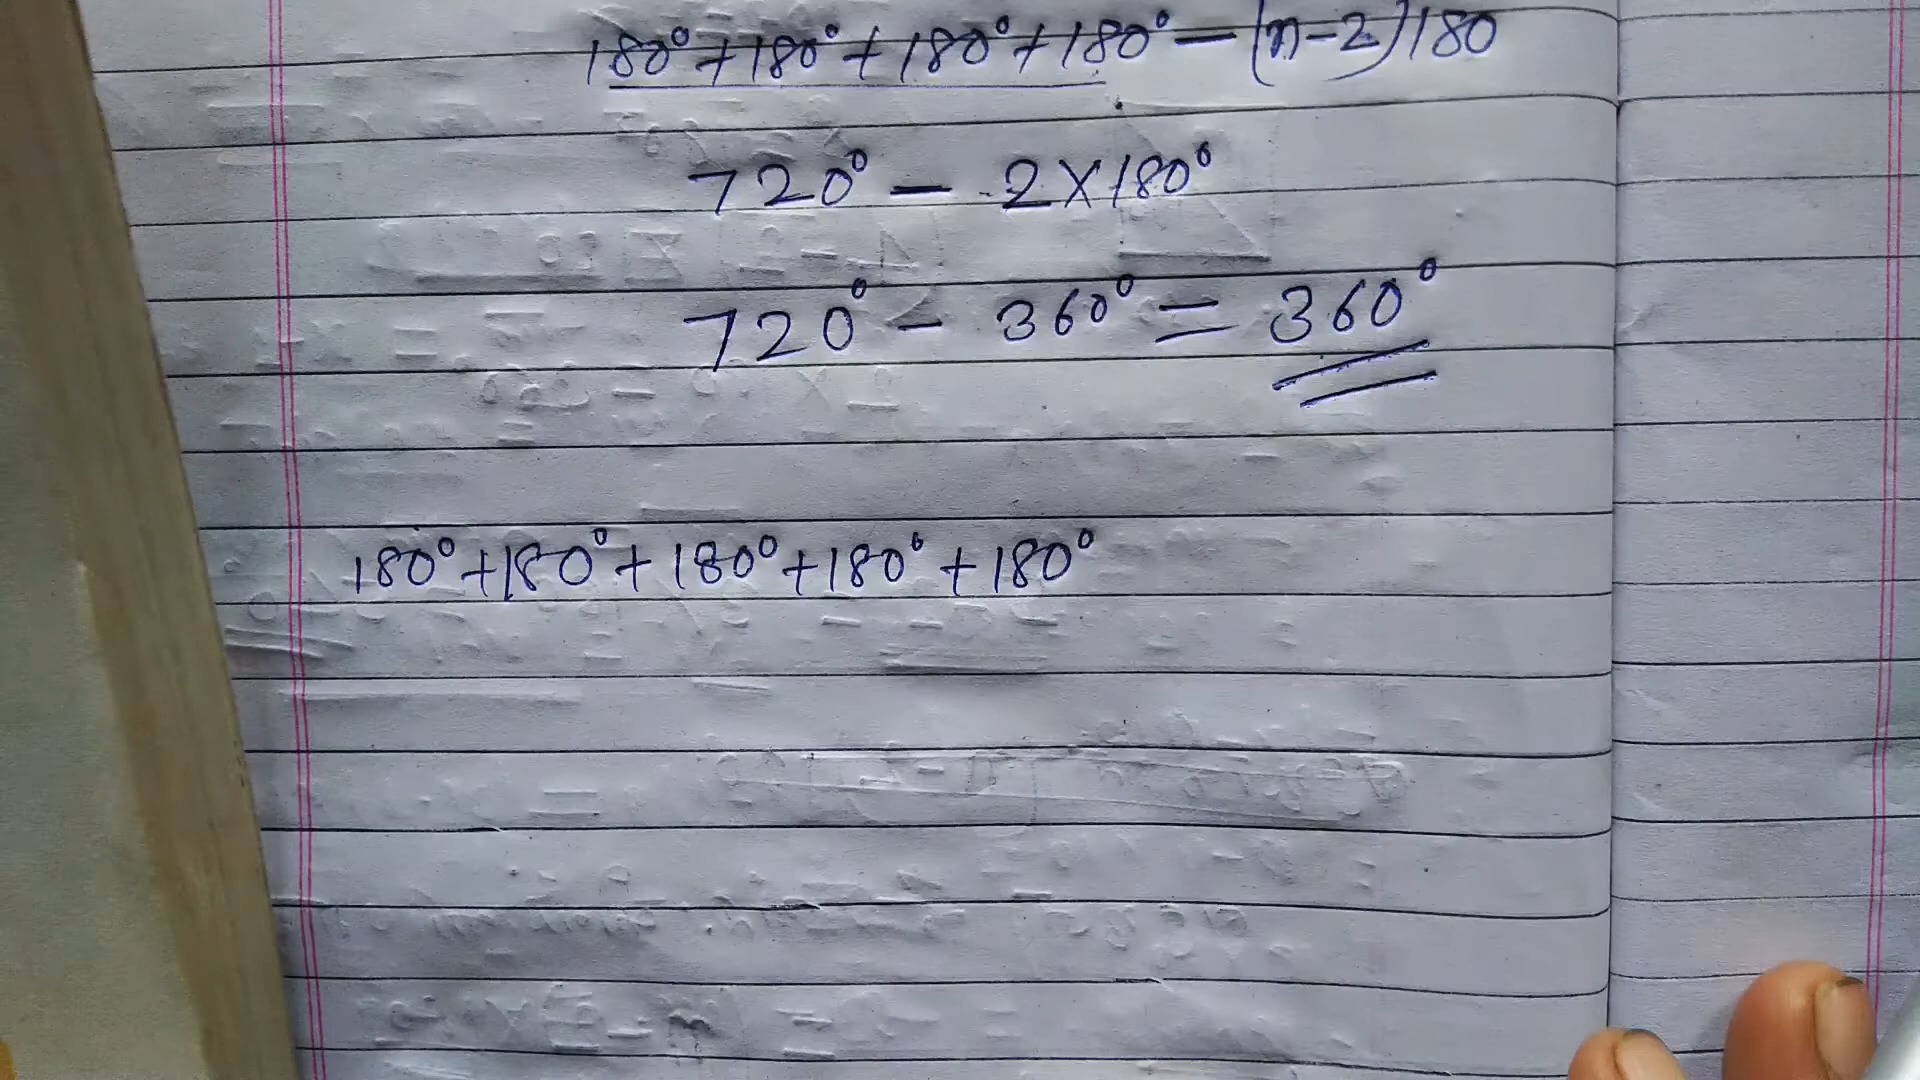 180° + 180° + 180° + 180° – (n-2)180
720° – 2×180°
720° – 360° = 360°
180° + 180° + 180° + 180° + 180°